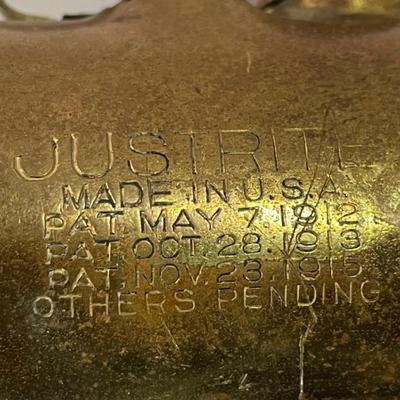 JUSTRITE
MADE IN U.S.A.
PAT. MAY 7.1912
PAT. OCT. 28.1913
PAT. NOV. 23.1915
OTHERS PENDING